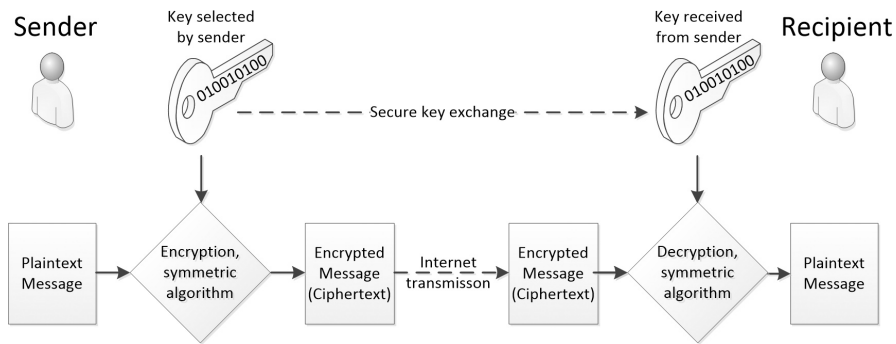 Sender
Key selected
by sender
010010100
Secure key exchange
Key received
from sender
010010100
Recipient
Plaintext
Message
Encryption,
symmetric
algorithm
Encrypted
Message
(Ciphertext)
Internet
transmisson
Encrypted
Message
(Ciphertext)
Decryption,
symmetric
algorithm
Plaintext
Message